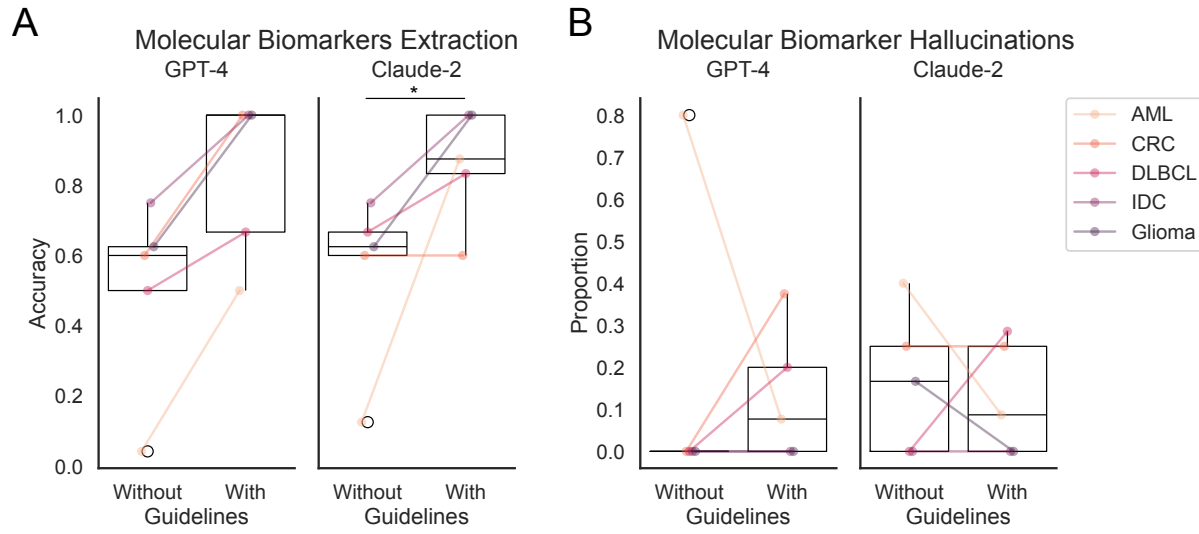 A
Molecular Biomarkers Extraction
GPT-4
Claude-2
*
Accuracy
1.0
0.8
0.6
0.4
0.2
0.0
Without
With
Guidelines
Without
With
Guidelines
B
Molecular Biomarker Hallucinations
GPT-4
Claude-2
Proportion
0.8
0.7
0.6
0.5
0.4
0.3
0.2
0.1
0.0
Without
With
Guidelines
Without
With
Guidelines
AML
CRC
DLBCL
IDC
Glioma